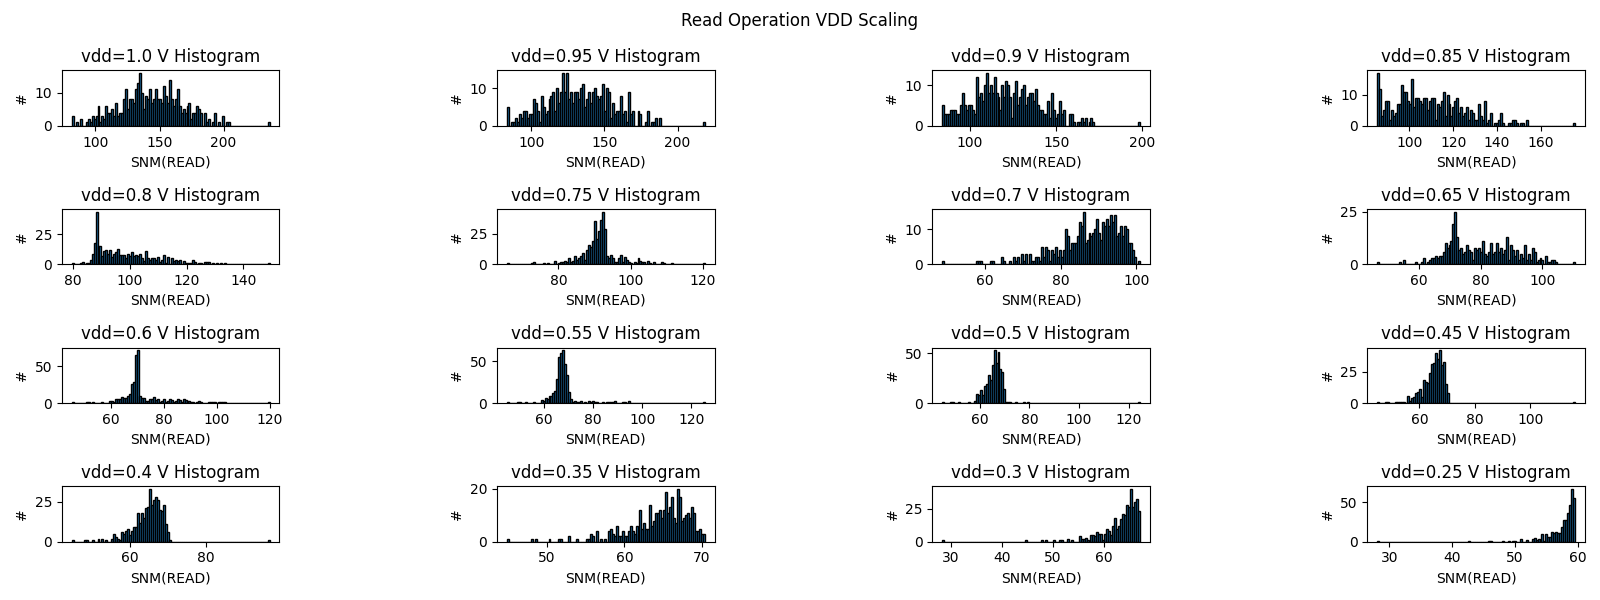 Read Operation VDD Scaling
vdd=1.0 V Histogram
#
10
0
100 150 200
SNM(READ)
vdd=0.95 V Histogram
#
10
0
100 150 200
SNM(READ)
vdd=0.9 V Histogram
#
10
0
100 150 200
SNM(READ)
vdd=0.85 V Histogram
#
10
0
100 120 140 160
SNM(READ)
vdd=0.8 V Histogram
#
25
0
80 100 120 140
SNM(READ)
vdd=0.75 V Histogram
#
25
0
80 100 120
SNM(READ)
vdd=0.7 V Histogram
#
10
0
60 80 100
SNM(READ)
vdd=0.65 V Histogram
#
25
0
60 80 100
SNM(READ)
vdd=0.6 V Histogram
#
50
0
60 80 100 120
SNM(READ)
vdd=0.55 V Histogram
#
50
0
60 80 100 120
SNM(READ)
vdd=0.5 V Histogram
#
50
0
60 80 100 120
SNM(READ)
vdd=0.45 V Histogram
#
25
0
60 80 100
SNM(READ)
vdd=0.4 V Histogram
#
25
0
60 80
SNM(READ)
vdd=0.35 V Histogram
#
20
10
0
50 60 70
SNM(READ)
vdd=0.3 V Histogram
#
25
0
30 40 50 60
SNM(READ)
vdd=0.25 V Histogram
#
50
0
30 40 50 60
SNM(READ)